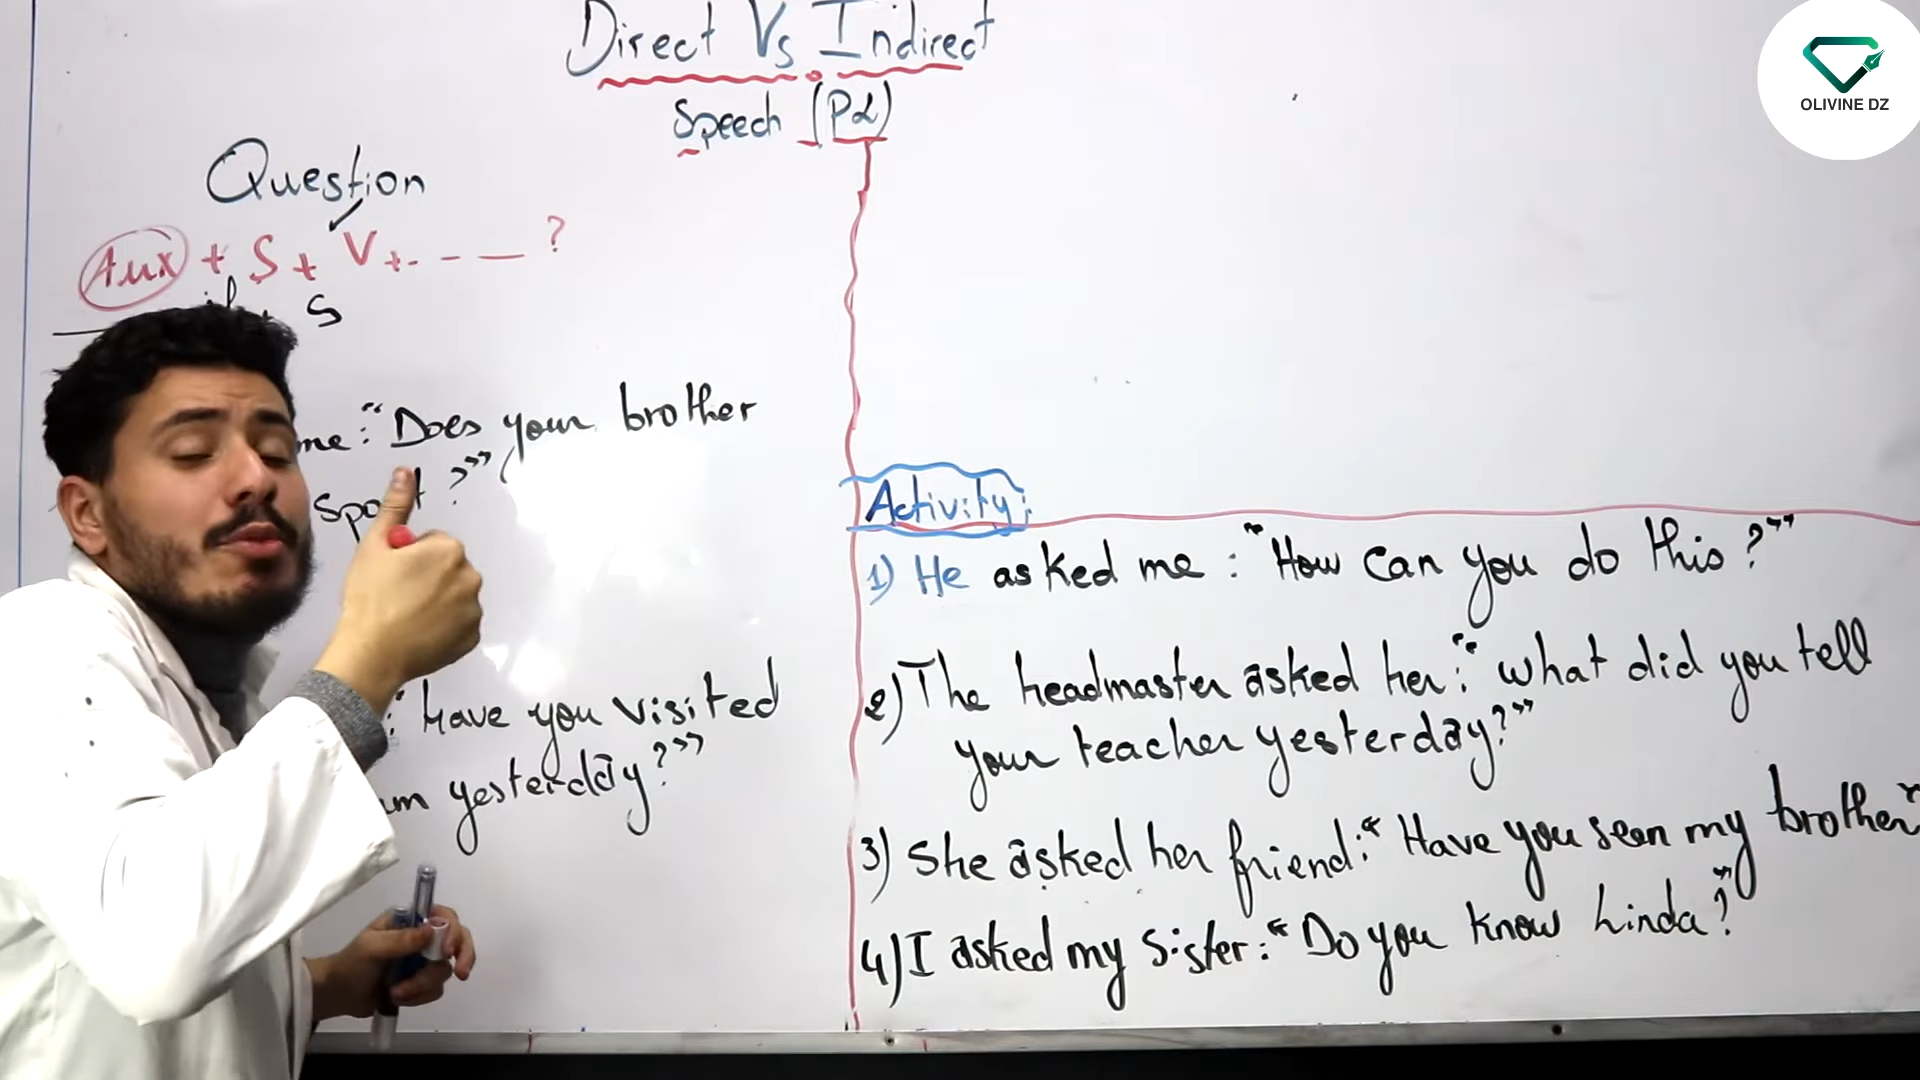 Direct Vs Indirect
Speech (P2)
OLIVINE DZ
Question
Aux + S + V + - - - ?
if + S
me: "Does your brother
sport?"
: "Have you visited
yesterday?"
Activity:
1) He asked me : "How can you do this ?"
2) The headmaster asked her: "What did you tell
your teacher yesterday?"
3) She asked her friend: "Have you seen my brother"
4) I asked my sister: "Do you know Linda?"